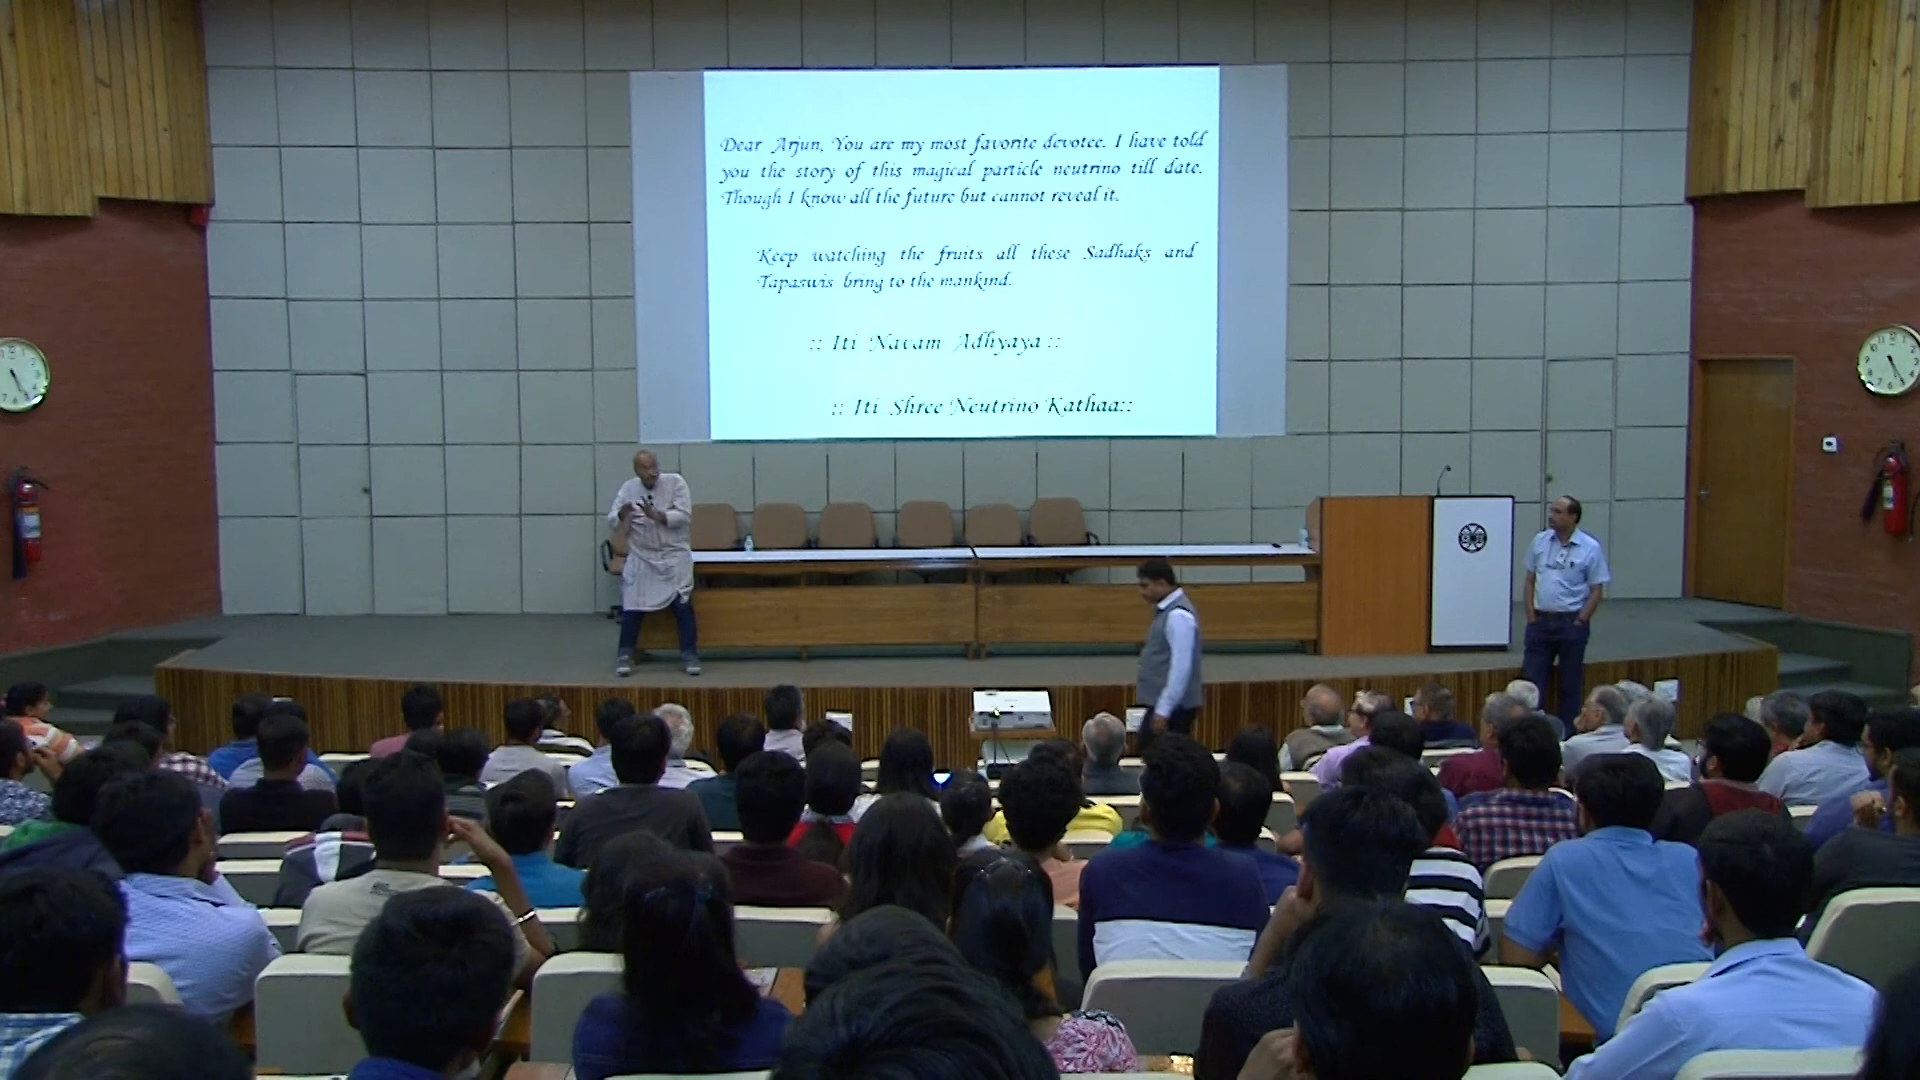 Dear Arjun, You are my most favorite devotee. I have told
you the story of this magical particle neutrino till date.
Though I know all the future but cannot reveal it.
Keep watching the fruits all these Sadhaks and
Tapaswis bring to the mankind.
:: Iti Navam Adhyaya ::
:: Iti Shree Neutrino Kathaa::